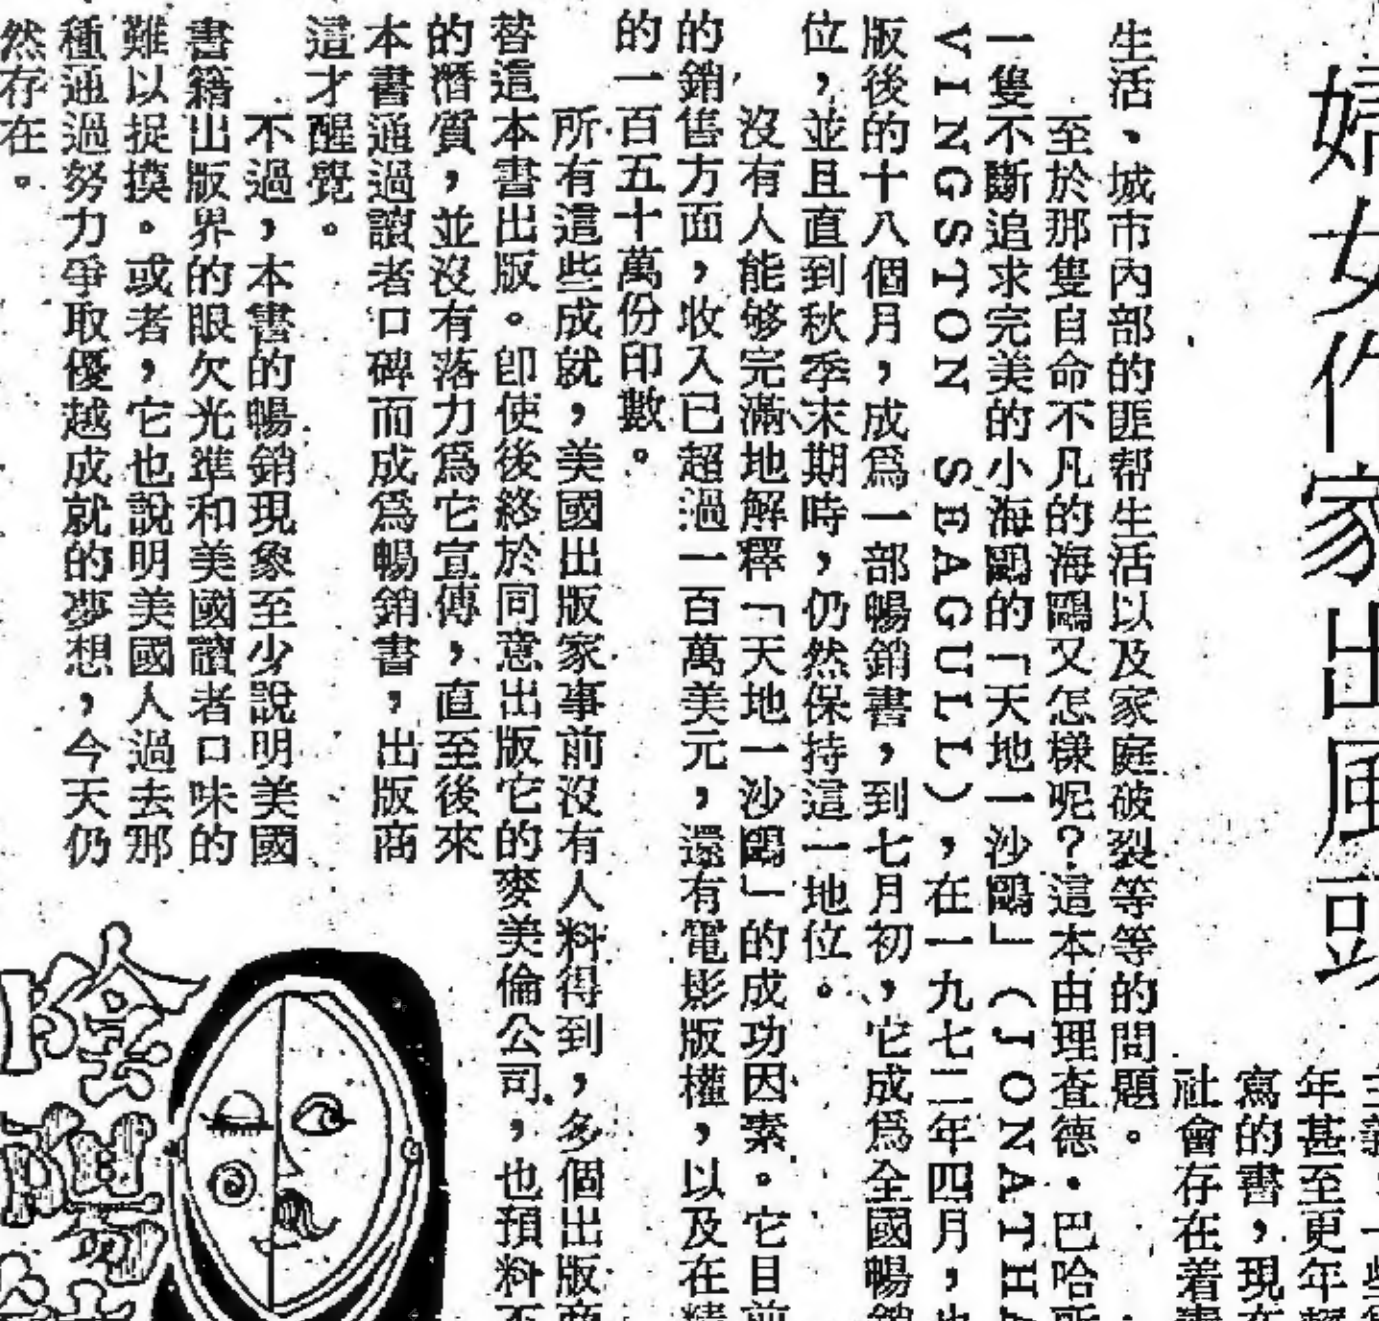 婦女作家出風頭
年甚至更年輕
寫的書，現在
社會存在着
生活、城市內部的匪帮生活以及家庭破裂等等的問題。
至於那隻自命不凡的海鷗又怎樣呢？這本由理查德·巴哈所
一隻不斷追求完美的小海鷗的「天地一沙鷗」（JONATHA
VINGSTON SEAGULL），在一九七二年四月，也
版後的十八個月，成爲一部暢銷書，到七月初，它成爲全國暢銷
位，並且直到秋季末期時，仍然保持這一地位。
沒有人能够完滿地解釋「天地一沙鷗」的成功因素。它目前
的銷售方面，收入已超過一百萬美元，還有電影版權，以及在精
的一百五十萬份印數。
所有這些成就，美國出版家事前沒有人料得到，多個出版商
替這本書出版。卽使後終於同意出版它的麥美倫公司，也預料不
的潛質，並沒有落力爲它宣傳，直至後來
本書通過讀者口碑而成爲暢銷書，出版商
這才醒覺。
不過，本書的暢銷現象至少說明美國
書籍出版界的眼欠光準和美國讀者口味的
難以捉摸。或者，它也說明美國人過去那
種通過努力爭取優越成就的夢想，今天仍
然存在。